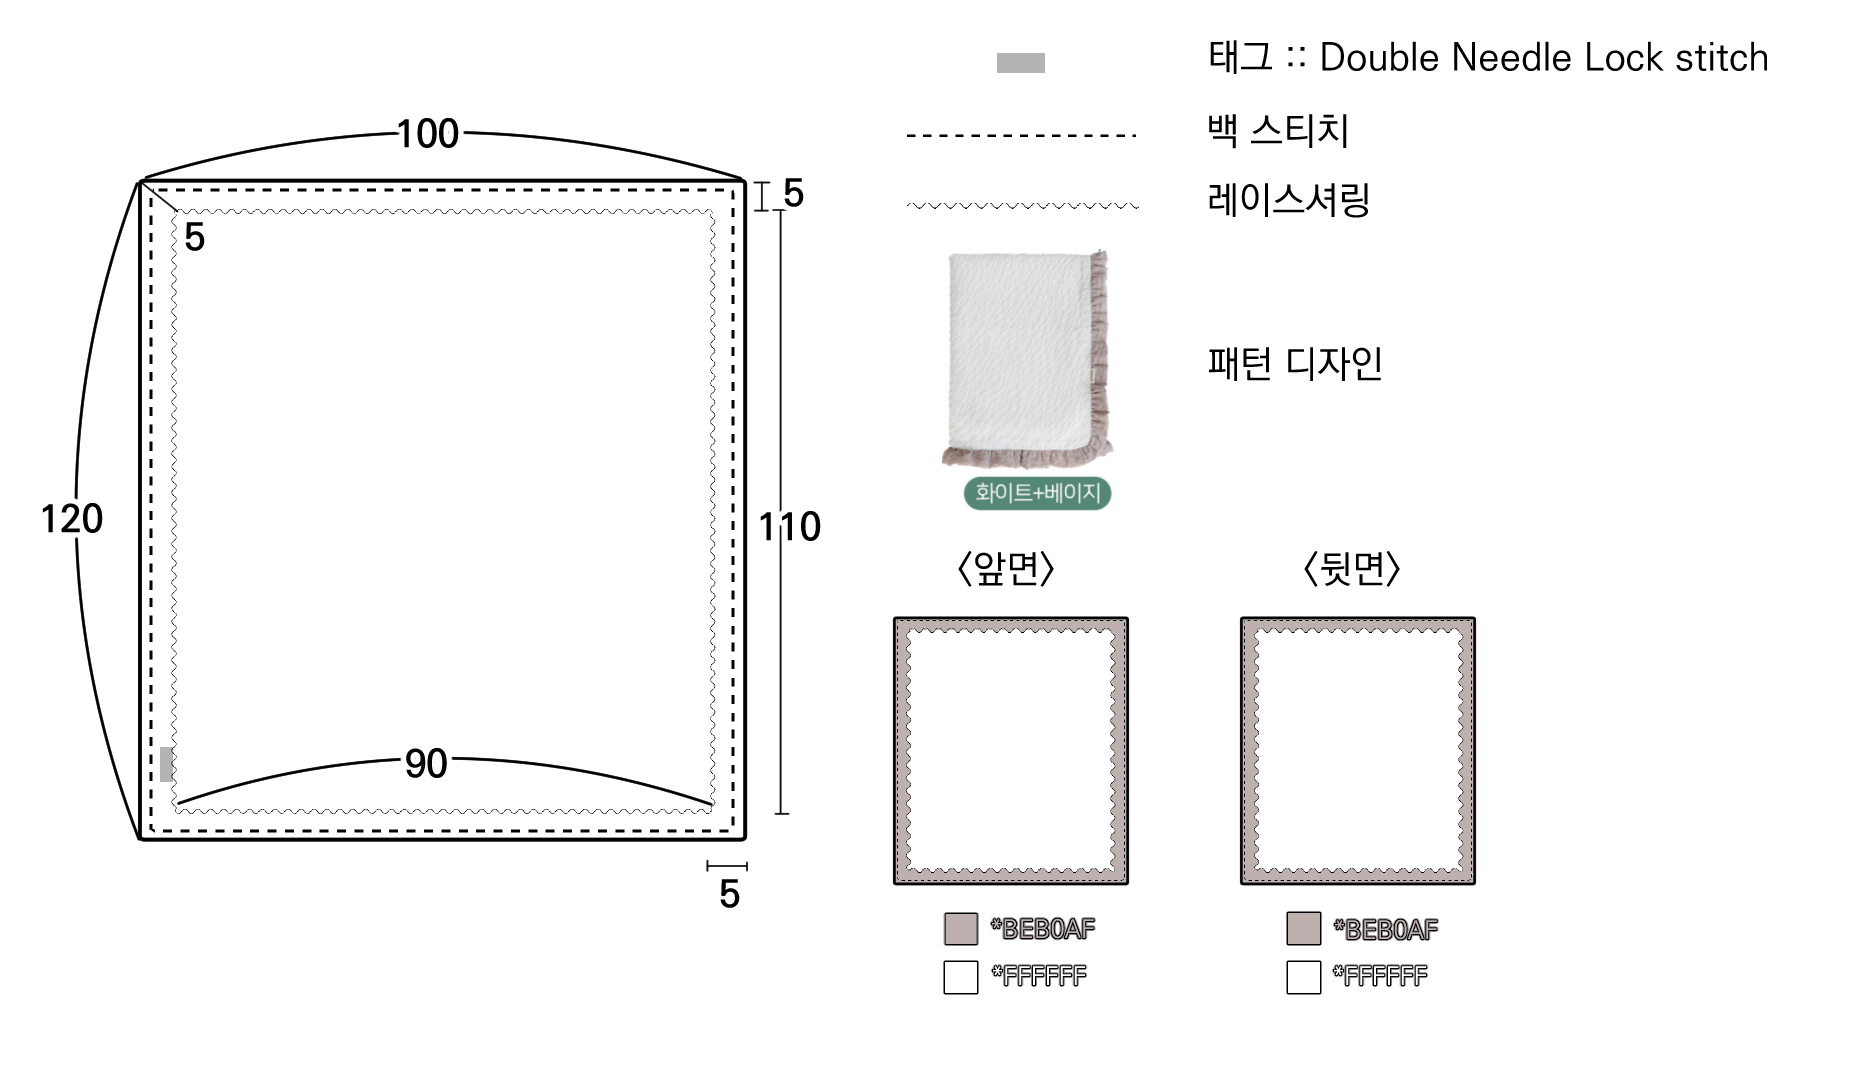 100
5
5
120
110
90
5
태그 :: Double Needle Lock stitch
백 스티치
레이스셔링
패턴 디자인
화이트+베이지
〈앞면〉
〈뒷면〉
*BEB0AF
*FFFFFF
*BEB0AF
*FFFFFF